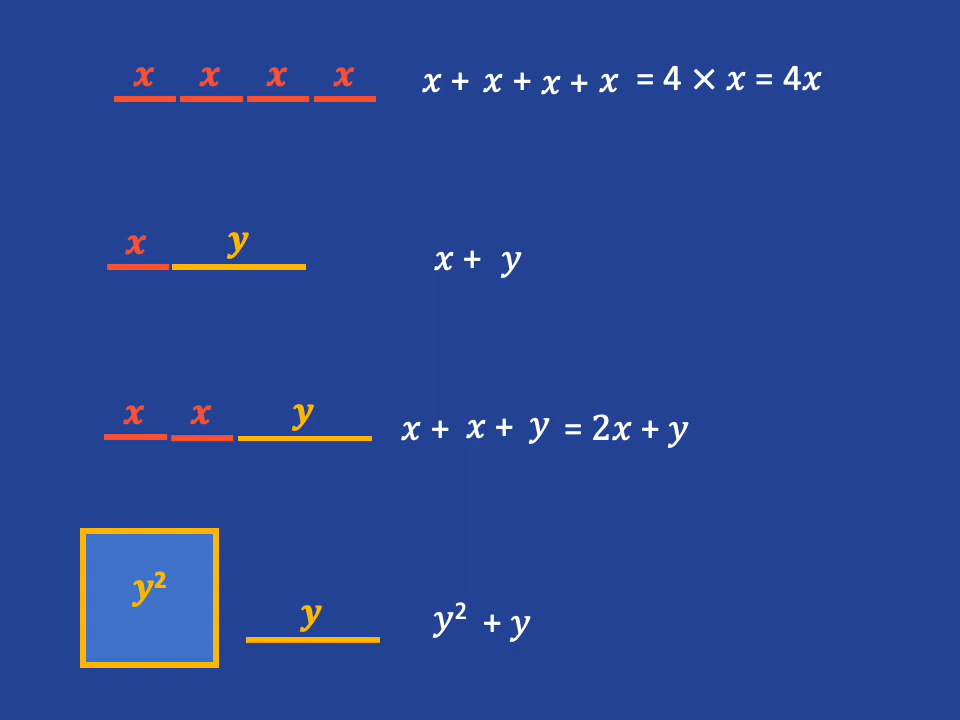 x x x x x + x + x + x = 4 × x = 4x
x y x + y
x x y x + x + y = 2x + y
y² y y² + y